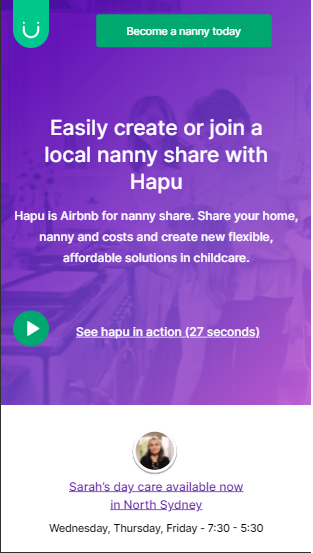 Become a nanny today
Easily create or join a
local nanny share with
Hapu
Hapu is Airbnb for nanny share. Share your home,
nanny and costs and create new flexible,
affordable solutions in childcare.
See hapu in action (27 seconds)
Sarah's day care available now
in North Sydney
Wednesday, Thursday, Friday - 7:30 - 5:30